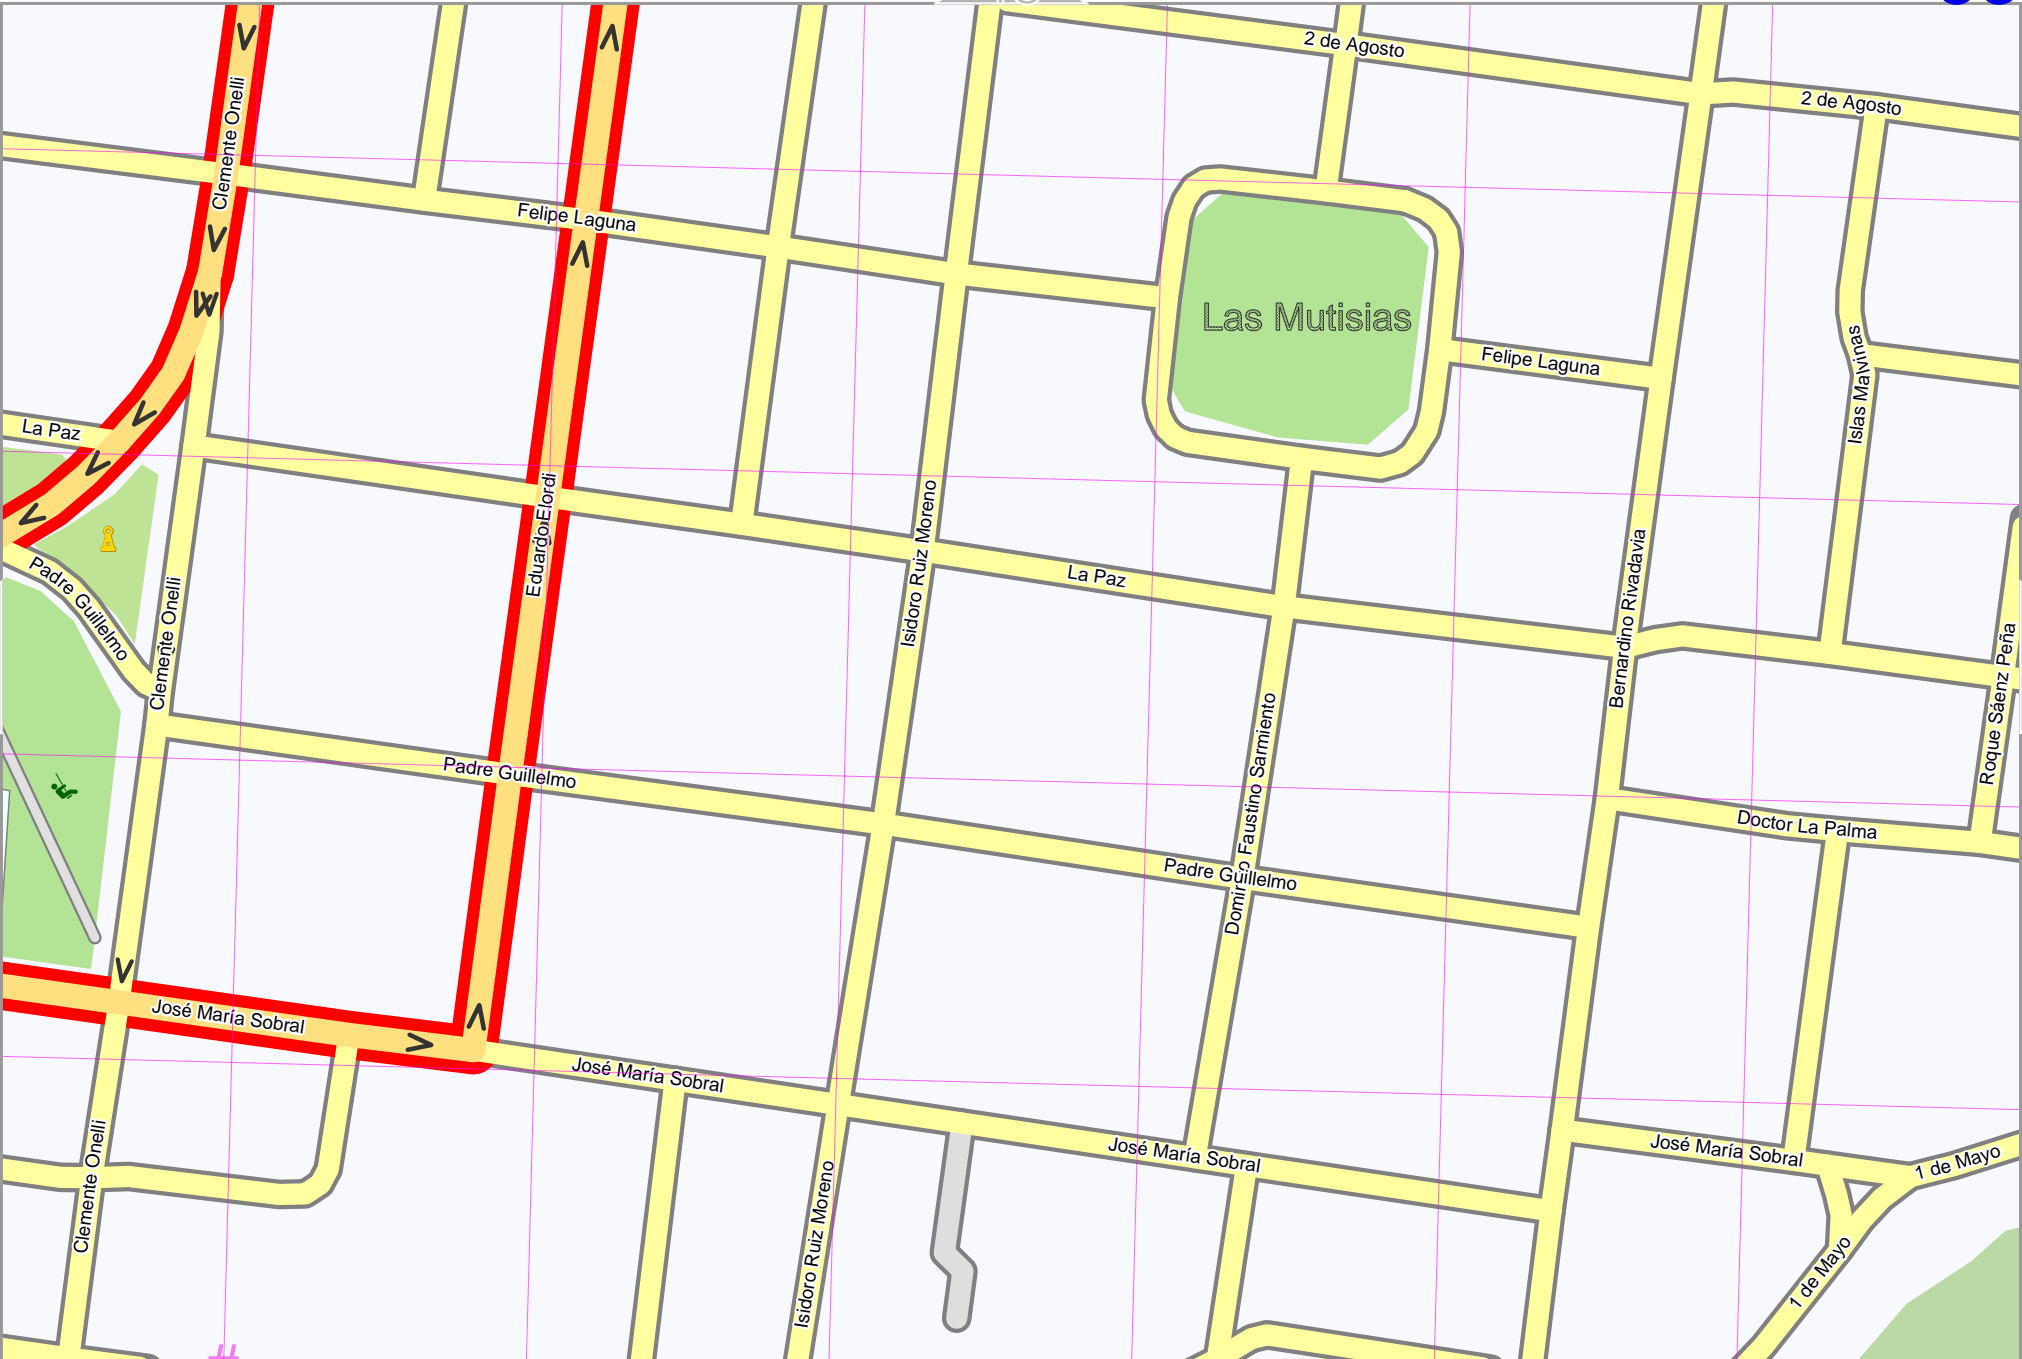 2 de Agosto
2 de Agosto
Clemente Onelli
Felipe Laguna
Las Mutisias
Felipe Laguna
Islas Malvinas
La Paz
Eduardo Elordi
Isidoro Ruiz Moreno
La Paz
Padre Guillelmo
Clemente Onelli
Bernardino Rivadavia
Roque Sáenz Peña
Padre Guillelmo
Domingo Faustino Sarmiento
Doctor La Palma
Padre Guillelmo
José María Sobral
José María Sobral
José María Sobral
José María Sobral
1 de Mayo
Clemente Onelli
Isidoro Ruiz Moreno
1 de Mayo